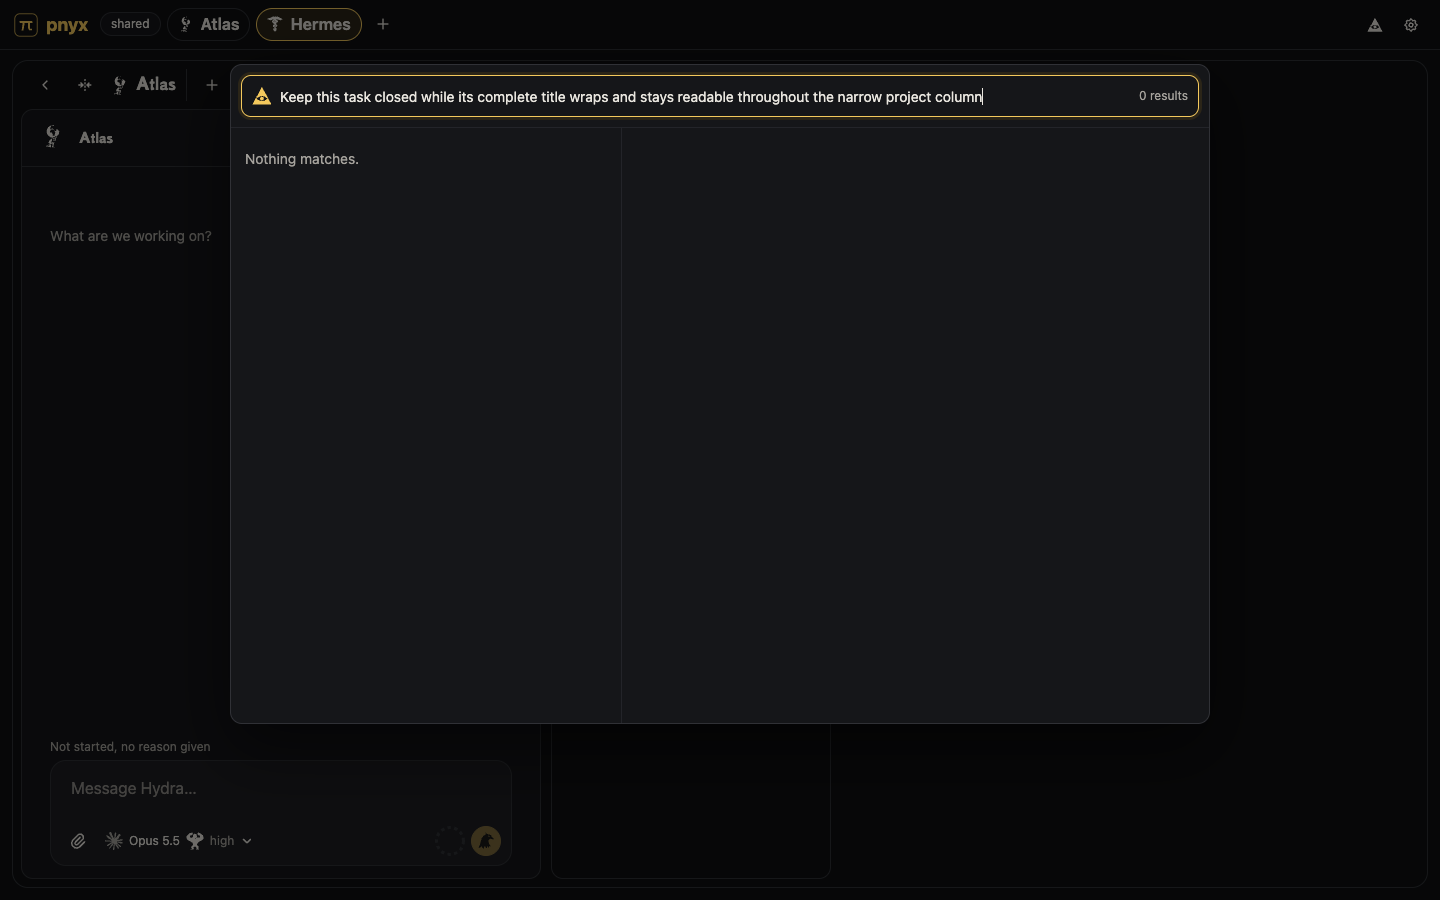 π pnyx shared Atlas Hermes +
Atlas +
Keep this task closed while its complete title wraps and stays readable throughout the narrow project column 0 results
Atlas
Nothing matches.
What are we working on?
Not started, no reason given
Message Hydra...
Opus 5.5 high